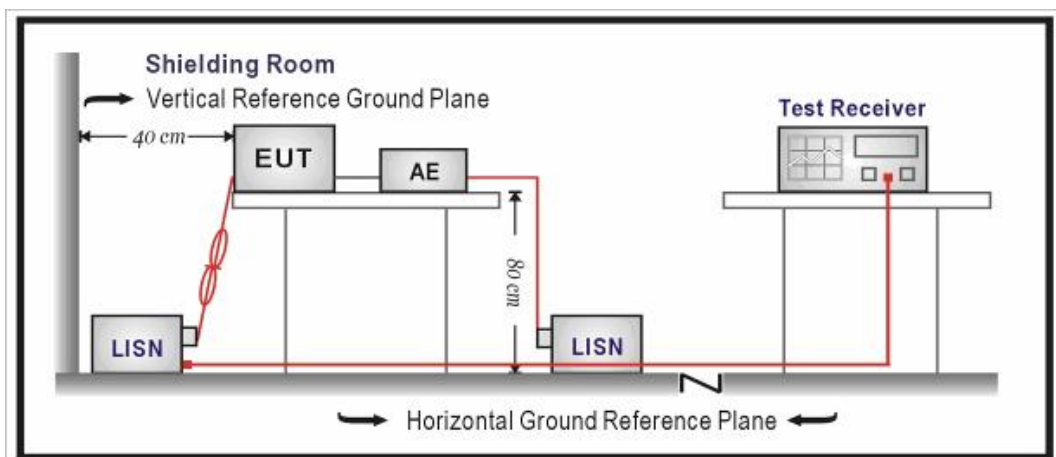 Shielding Room
Vertical Reference Ground Plane
40 cm
EUT
AE
Test Receiver
80 cm
LISN
LISN
Horizontal Ground Reference Plane